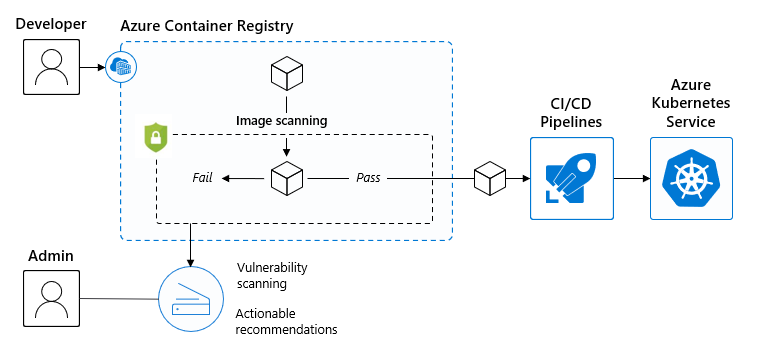 Developer
Azure Container Registry
Image scanning
Fail
Pass
CI/CD
Pipelines
Azure
Kubernetes
Service
Admin
Vulnerability
scanning
Actionable
recommendations